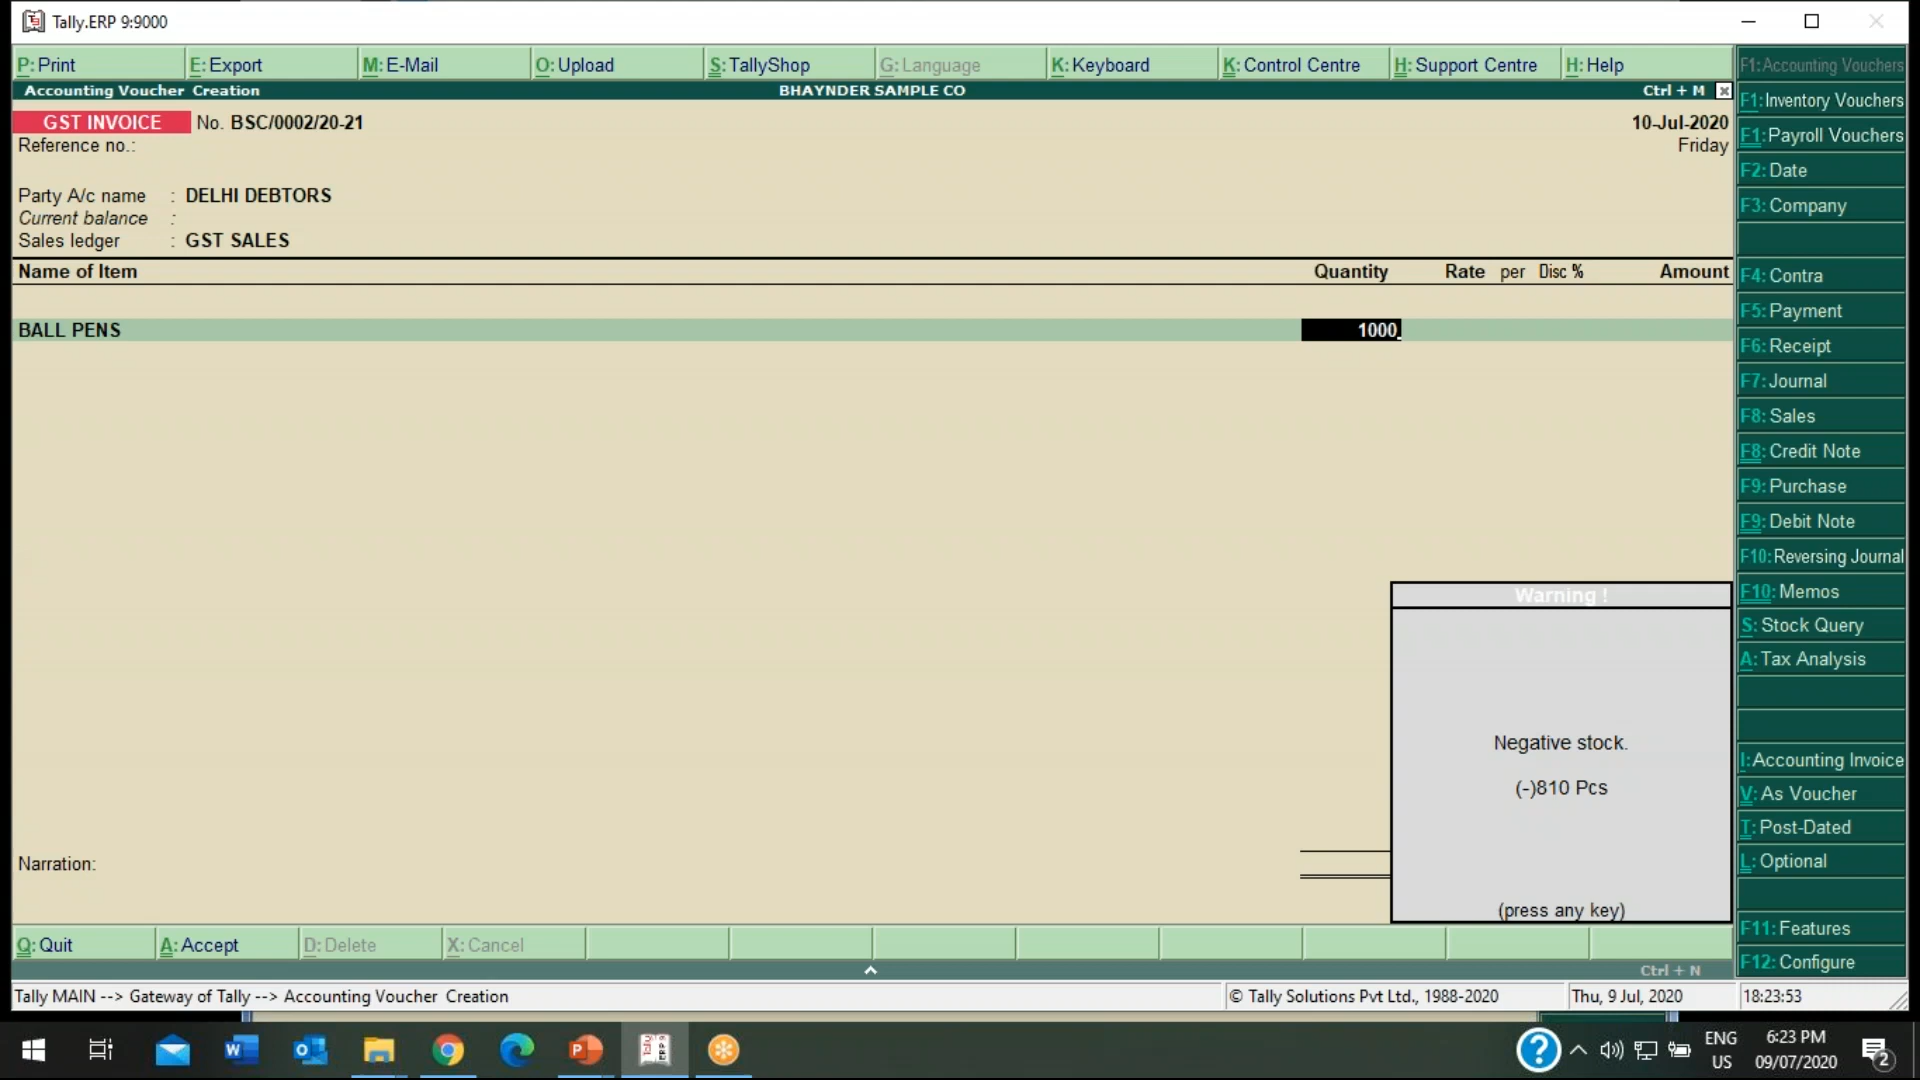 Tally.ERP 9:9000
P: Print E: Export M: E-Mail O: Upload S: TallyShop G: Language K: Keyboard K: Control Centre H: Support Centre H: Help
Accounting Voucher Creation BHAYNDER SAMPLE CO Ctrl + M
GST INVOICE No. BSC/0002/20-21 10-Jul-2020
Reference no.: Friday
Party A/c name : DELHI DEBTORS
Current balance :
Sales ledger : GST SALES
Name of Item Quantity Rate per Disc % Amount
BALL PENS 1000
Warning !
Negative stock.
(-)810 Pcs
(press any key)
Narration:
F1: Accounting Vouchers
F1: Inventory Vouchers
F1: Payroll Vouchers
F2: Date
F3: Company
F4: Contra
F5: Payment
F6: Receipt
F7: Journal
F8: Sales
F8: Credit Note
F9: Purchase
F9: Debit Note
F10: Reversing Journal
F10: Memos
S: Stock Query
A: Tax Analysis
I: Accounting Invoice
V: As Voucher
T: Post-Dated
L: Optional
F11: Features
F12: Configure
Q: Quit A: Accept D: Delete X: Cancel
Ctrl + N
Tally MAIN --> Gateway of Tally --> Accounting Voucher Creation © Tally Solutions Pvt Ltd., 1988-2020 Thu, 9 Jul, 2020 18:23:53
ENG 6:23 PM
US 09/07/2020 2